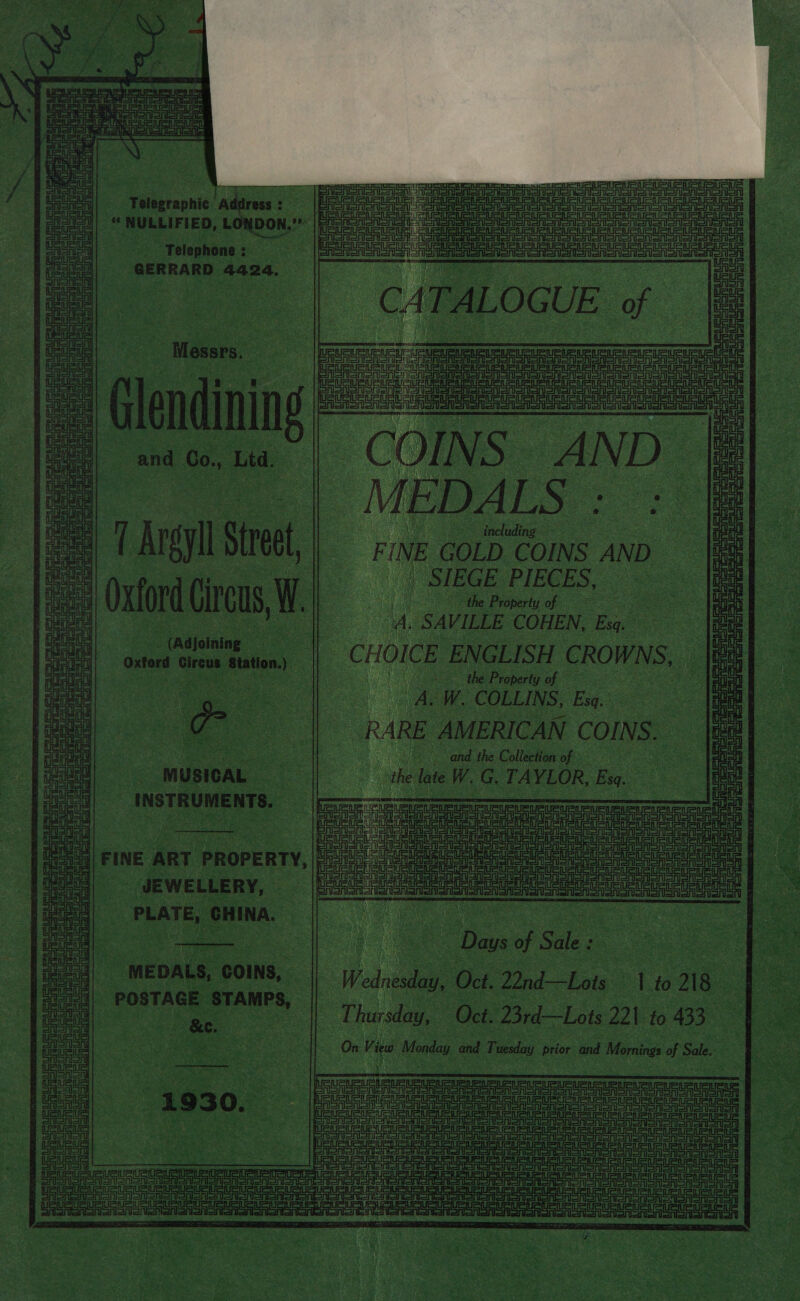 Telegraphic Address :
“NULLIFIED, LONDON.”
Telephone :
GERRARD 4424.
Messrs.
Glendining
and Co., Ltd.
7 Argyll Street,
Oxford Circus, W.
(Adjoining
Oxford Circus Station.)
MUSICAL
INSTRUMENTS.
FINE ART PROPERTY,
JEWELLERY,
PLATE, CHINA.
MEDALS, COINS,
POSTAGE STAMPS,
&c.
1930.
CATALOGUE of
COINS AND
MEDALS : :
including
FINE GOLD COINS AND
SIEGE PIECES,
the Property of
A. SAVILLE COHEN, Esq.
CHOICE ENGLISH CROWNS,
the Property of
A. W. COLLINS, Esq.
RARE AMERICAN COINS.
and the Collection of
the late W. G. TAYLOR, Esq.
Days of Sale :
Wednesday, Oct. 22nd—Lots 1 to 218
Thursday, Oct. 23rd—Lots 221 to 433
On View Monday and Tuesday prior and Mornings of Sale.